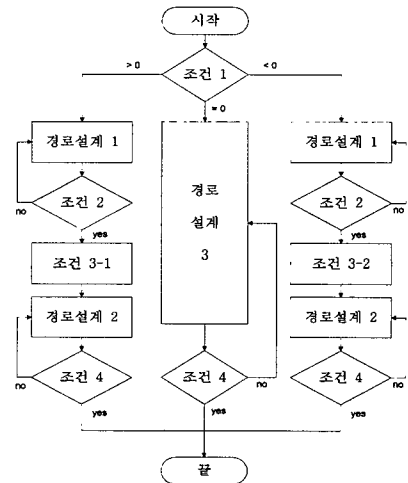 시작
> 0
조건 1
< 0
= 0
경로설계 1
경로
설계
3
경로설계 1
조건 2
no
yes
조건 2
no
yes
조건 3-1
조건 3-2
경로설계 2
경로설계 2
조건 4
no
yes
조건 4
no
yes
조건 4
no
yes
끝